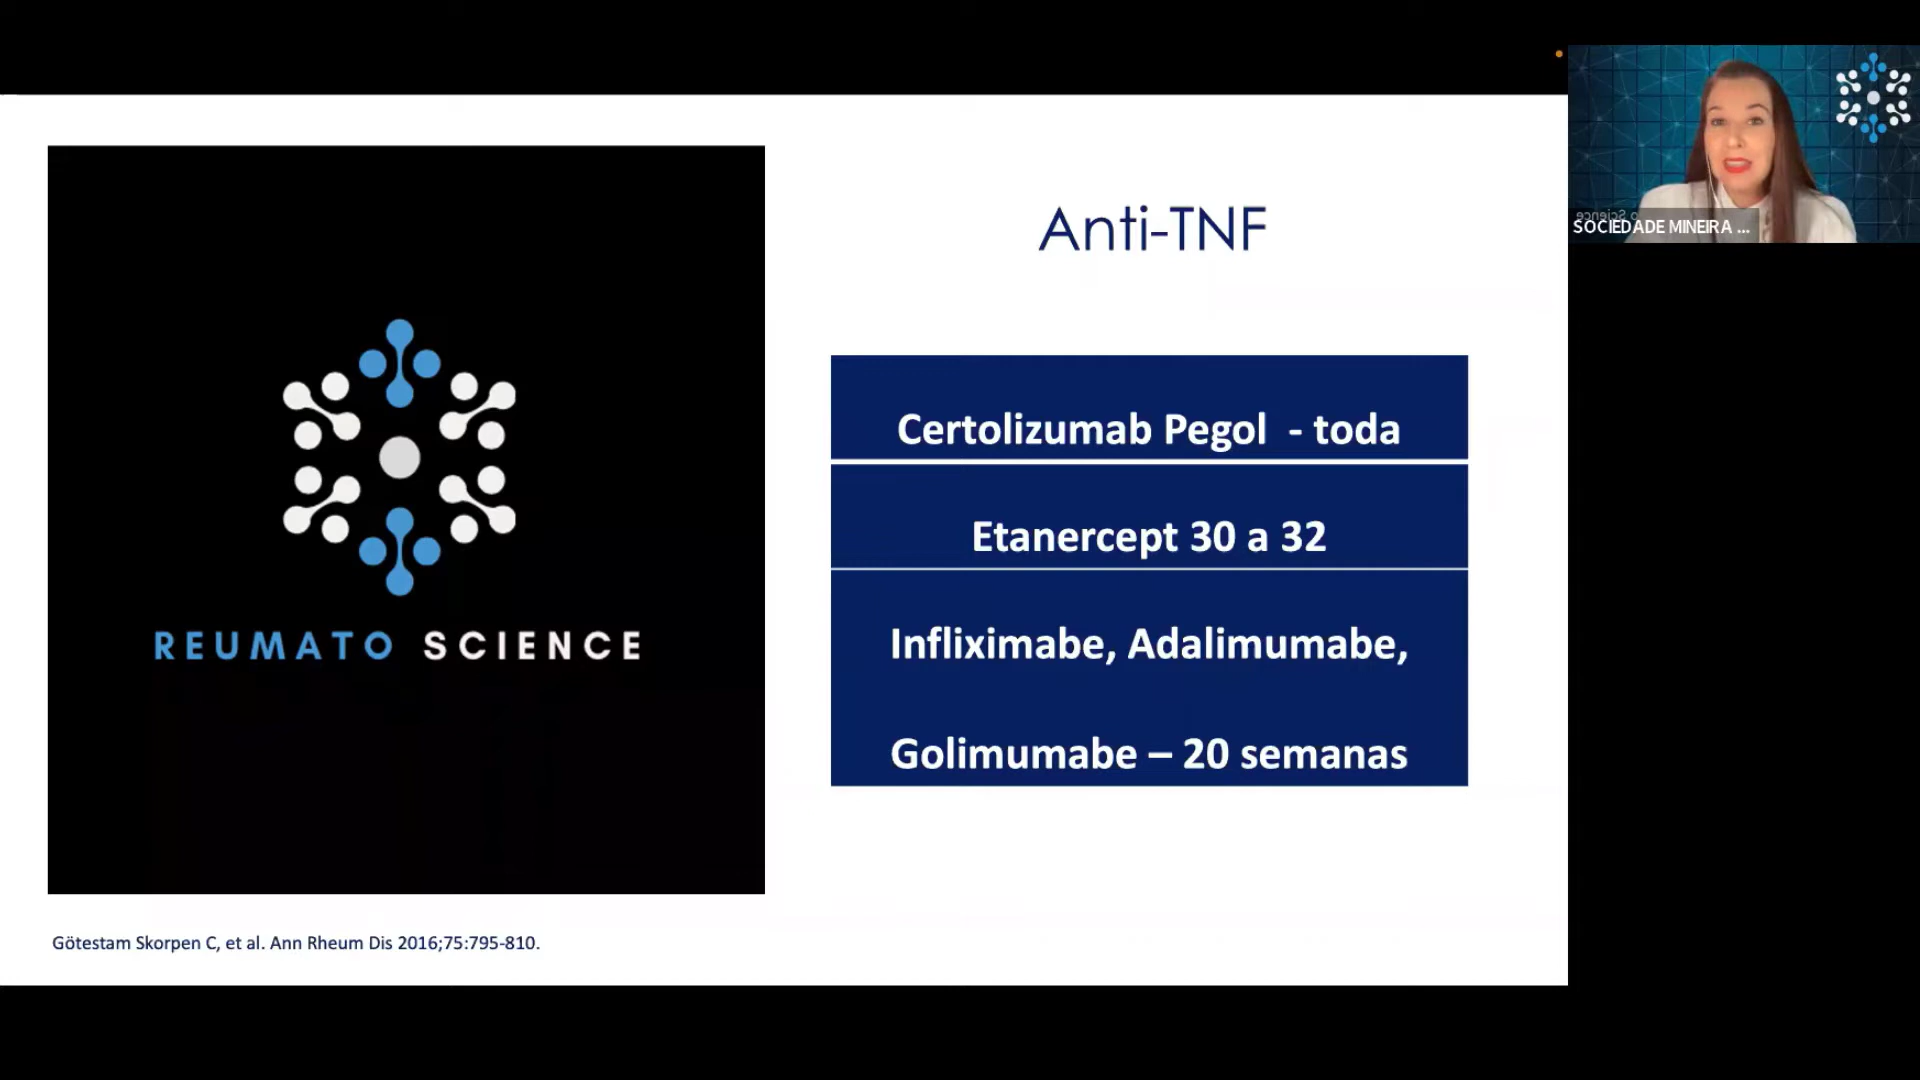 Anti-TNF
Certolizumab Pegol - toda
Etanercept 30 a 32
Infliximabe, Adalimumabe,
Golimumabe – 20 semanas
REUMATO SCIENCE
Götestam Skorpen C, et al. Ann Rheum Dis 2016;75:795-810.
SOCIEDADE MINEIRA ...